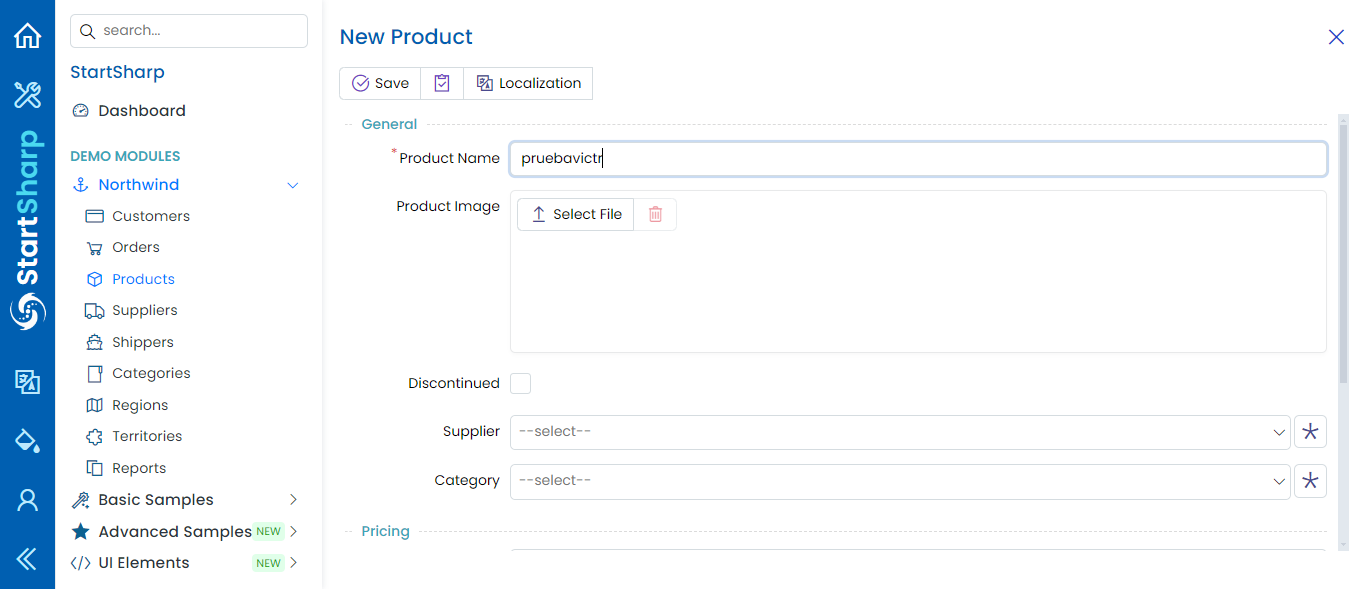 StartSharp
search...
StartSharp
Dashboard
DEMO MODULES
Northwind
Customers
Orders
Products
Suppliers
Shippers
Categories
Regions
Territories
Reports
Basic Samples
Advanced Samples NEW
UI Elements NEW
New Product
Save
Localization
General
*Product Name pruebavictr
Product Image Select File
Discontinued
Supplier --select--
Category --select--
Pricing